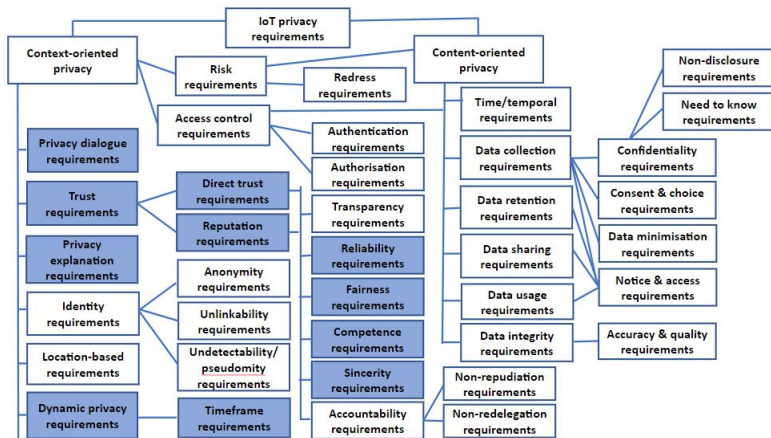 IoT privacy
requirements
Context-oriented
privacy
Content-oriented
privacy
Risk
requirements
Redress
requirements
Non-disclosure
requirements
Need to know
requirements
Access control
requirements
Time/temporal
requirements
Authentication
requirements
Authorisation
requirements
Privacy dialogue
requirements
Data collection
requirements
Confidentiality
requirements
Trust
requirements
Direct trust
requirements
Reputation
requirements
Transparency
requirements
Consent & choice
requirements
Data retention
requirements
Data minimisation
requirements
Privacy
explanation
requirements
Reliability
requirements
Data sharing
requirements
Notice & access
requirements
Anonymity
requirements
Fairness
requirements
Data usage
requirements
Identity
requirements
Unlinkability
requirements
Competence
requirements
Data integrity
requirements
Accuracy & quality
requirements
Location-based
requirements
Undetectability/
pseudomity
requirements
Sincerity
requirements
Non-repudiation
requirements
Dynamic privacy
requirements
Timeframe
requirements
Accountability
requirements
Non-redelegation
requirements